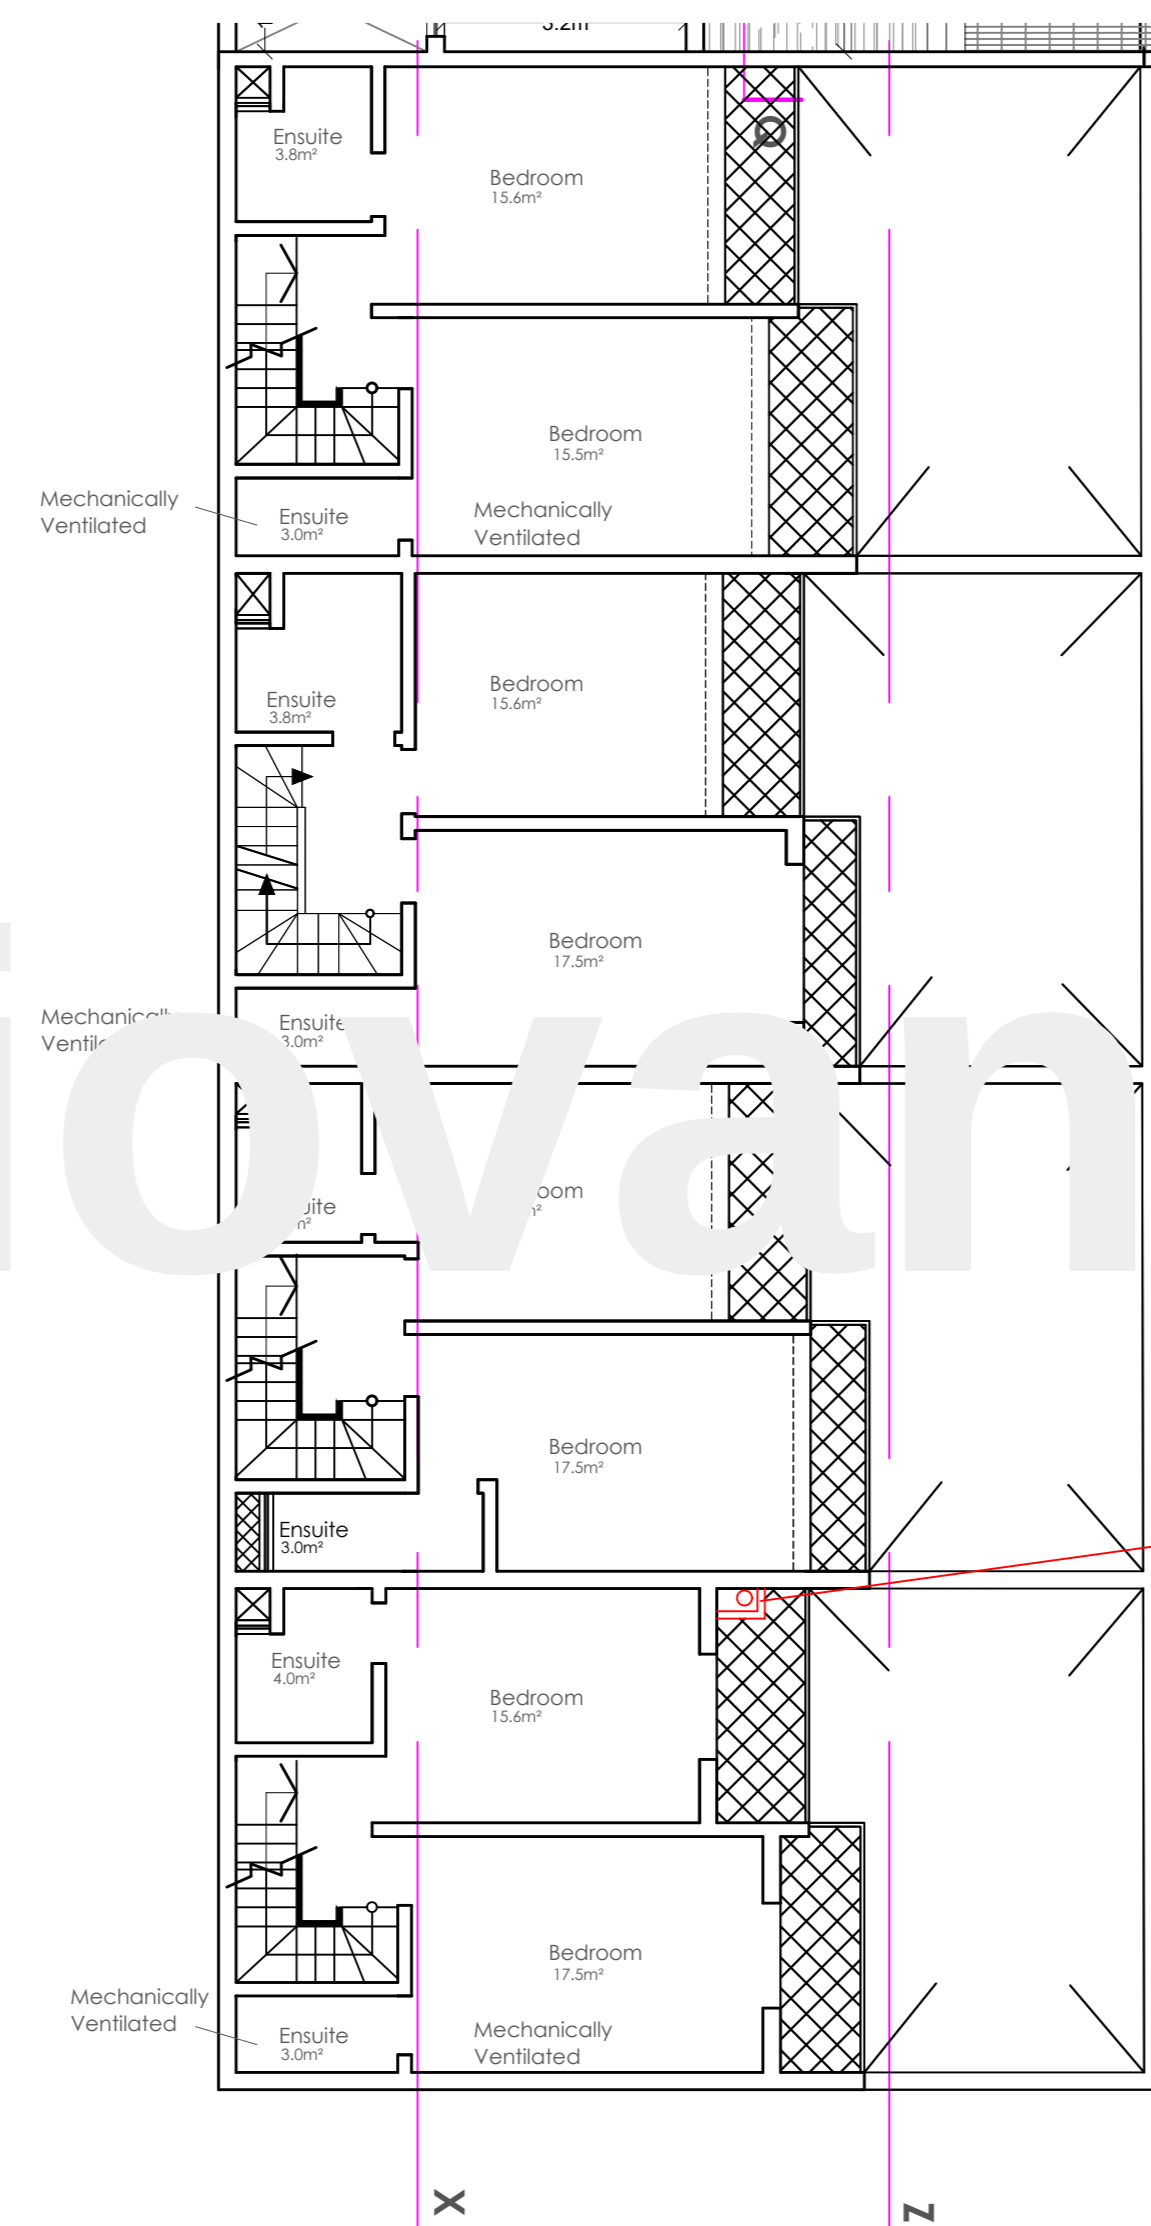 Ensuite
3.8m²
Bedroom
15.6m²
Bedroom
15.5m²
Mechanically
Ventilated
Ensuite
3.0m²
Mechanically
Ventilated
Ensuite
3.8m²
Bedroom
15.6m²
Bedroom
17.5m²
Ensuite
3.0m²
iovan
Bedroom
17.5m²
Ensuite
3.0m²
Ensuite
4.0m²
Bedroom
15.6m²
Bedroom
17.5m²
Mechanically
Ventilated
Ensuite
3.0m²
Mechanically
Ventilated
X
Z